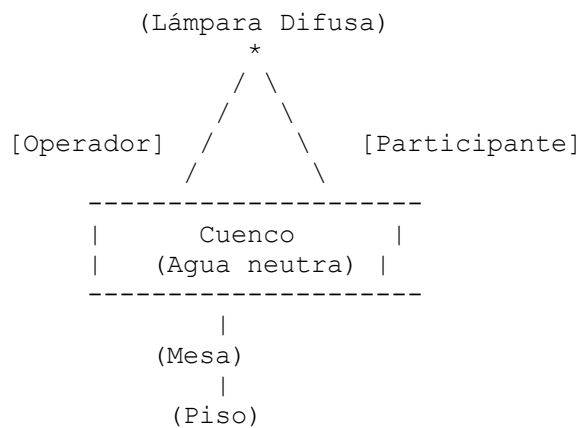 (Lámpara Difusa)
*
/ \
/ \
[Operador] / \ [Participante]
/ \
---------------------
| Cuenco |
| (Agua neutra) |
---------------------
|
(Mesa)
|
(Piso)